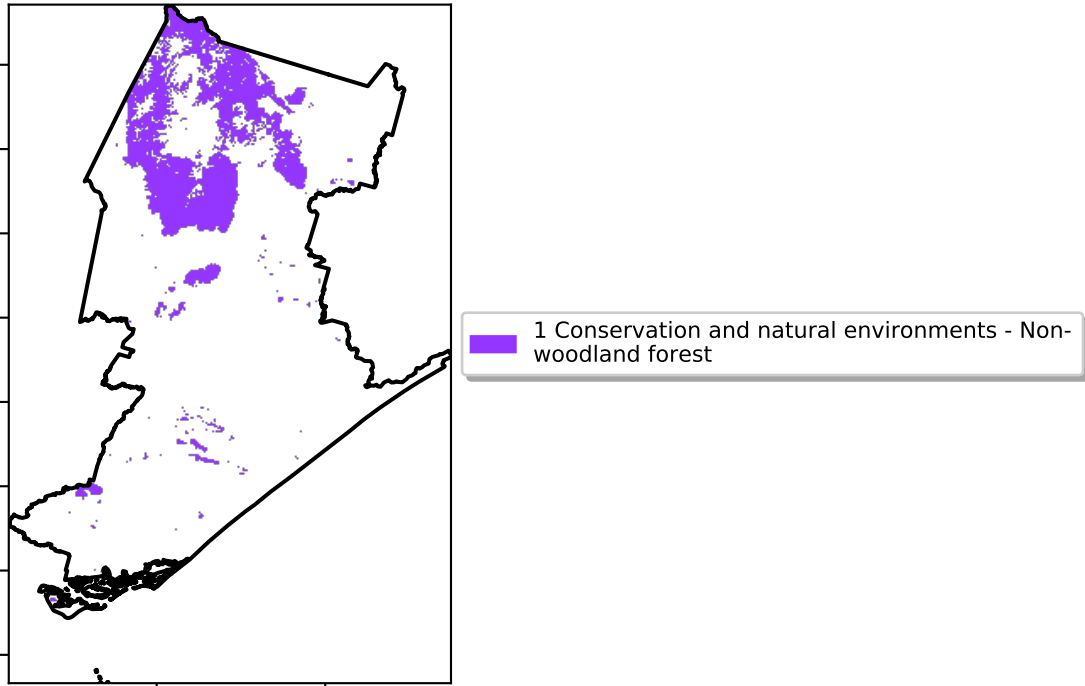 1 Conservation and natural environments - Non-
woodland forest